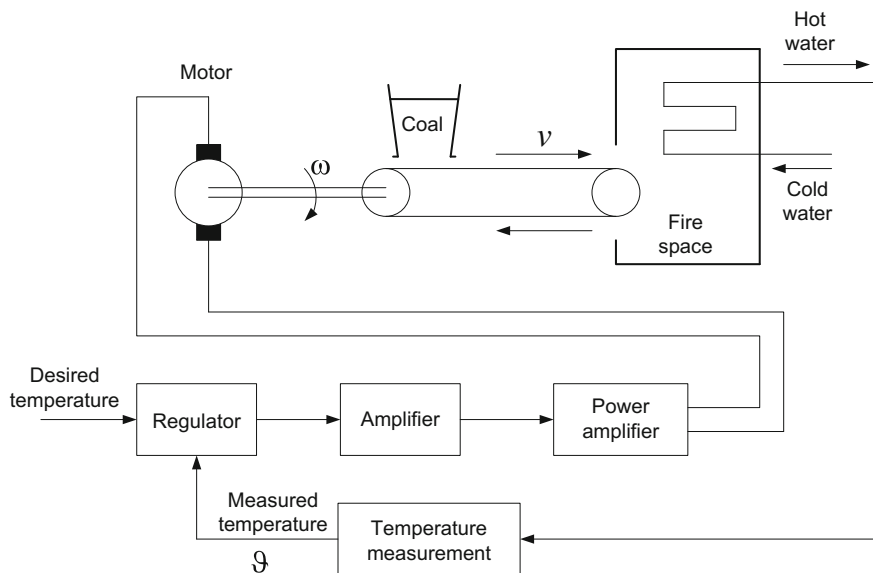 Hot
water
Motor
Coal
v
ω
Cold
water
Fire
space
Desired
temperature
Regulator
Amplifier
Power
amplifier
Measured
temperature
ϑ
Temperature
measurement